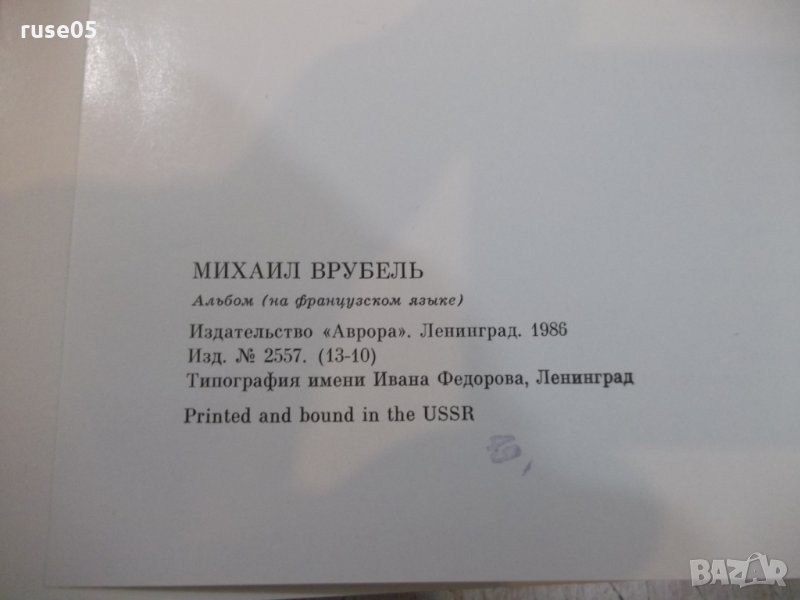 ruse05
МИХАИЛ ВРУБЕЛЬ
Альбом (на французском языке)
Издательство «Аврора». Ленинград. 1986
Изд. № 2557. (13-10)
Типография имени Ивана Федорова, Ленинград
Printed and bound in the USSR
BAZAR